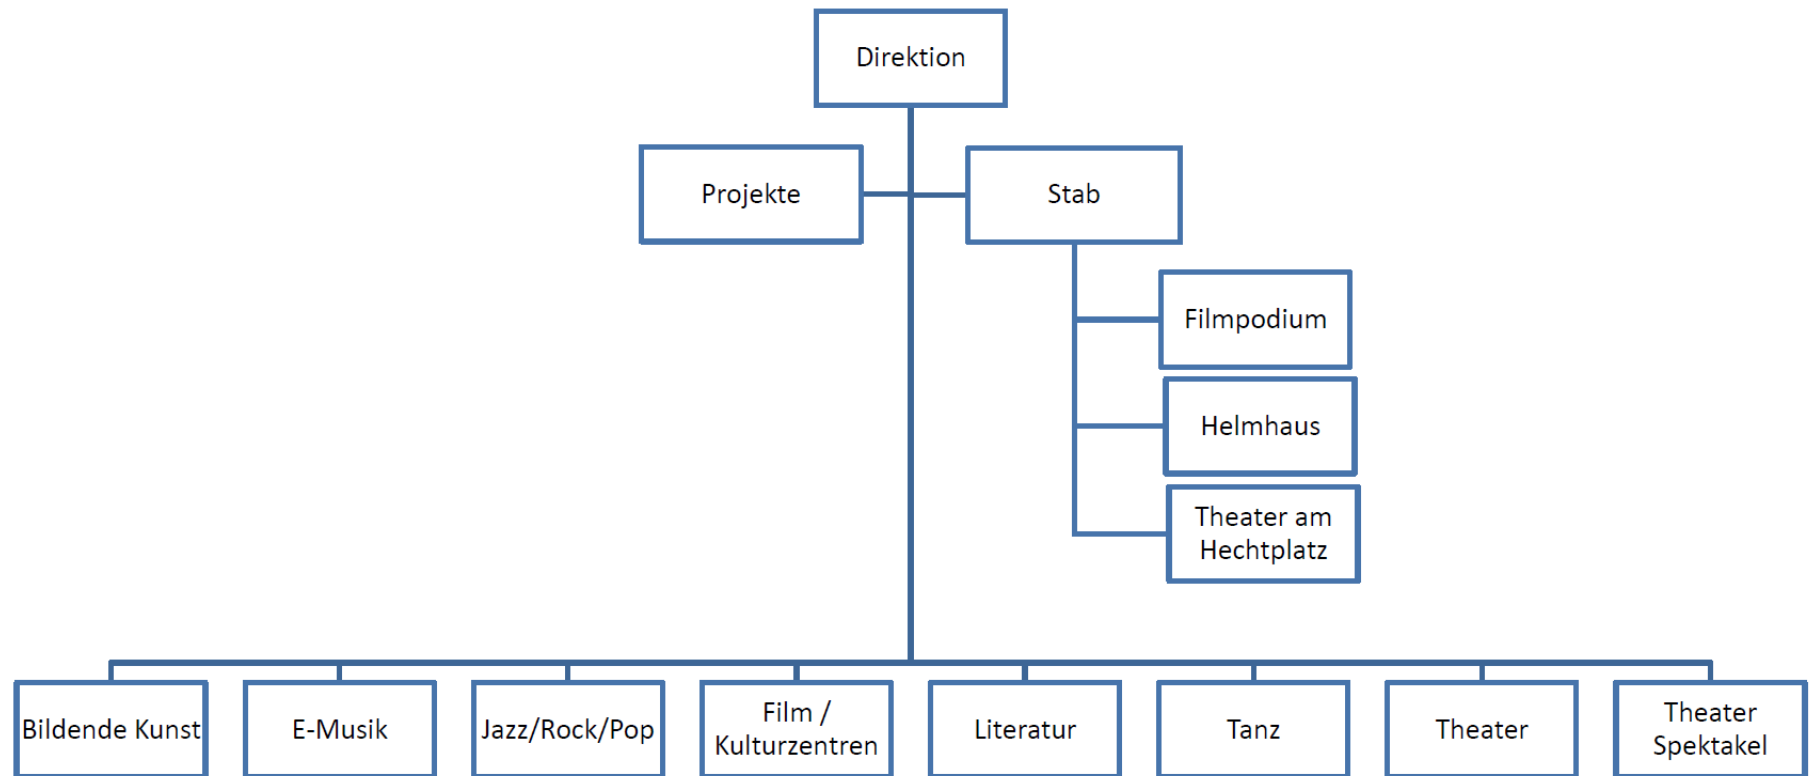 Direktion
Projekte
Stab
Filmpodium
Helmhaus
Theater am
Hechtplatz
Bildende Kunst
E-Musik
Jazz/Rock/Pop
Film /
Kulturzentren
Literatur
Tanz
Theater
Theater
Spektakel